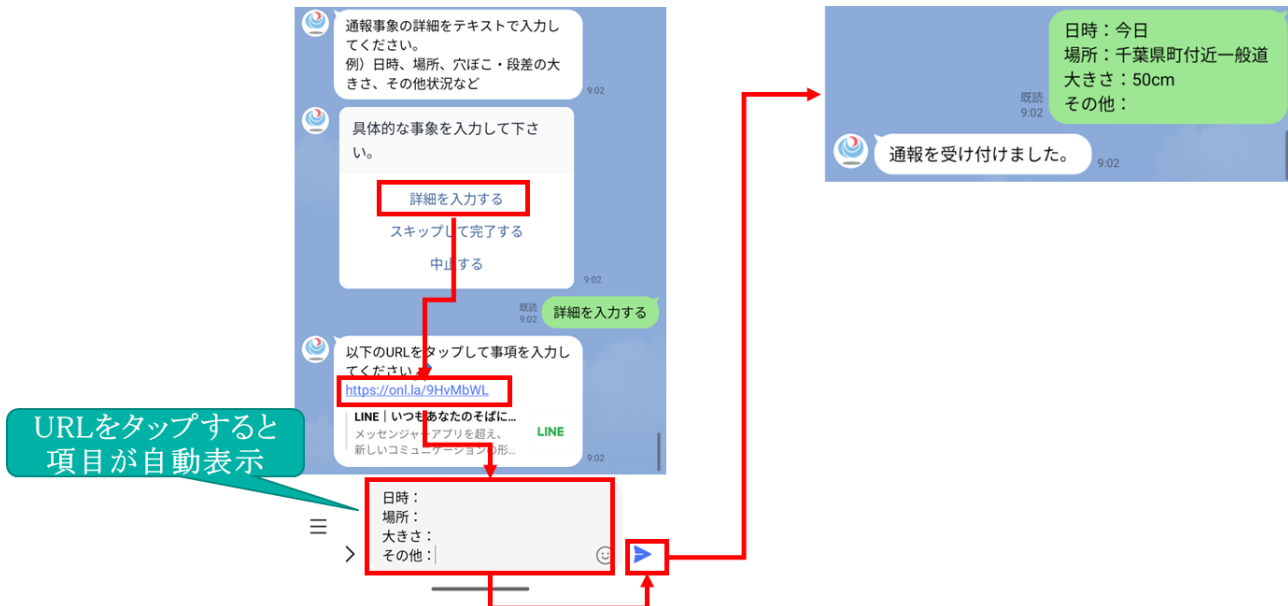 通報事象の詳細をテキストで入力し
てください。
例）日時、場所、穴ぼこ・段差の大
きさ、その他状況など
9:02
具体的な事象を入力して下さ
い。
詳細を入力する
スキップして完了する
中止する
9:02
既読
9:02
詳細を入力する
以下のURLをタップして事項を入力し
てください
https://onl.la/9HvMbWL
LINE｜いつもあなたのそばに...
メッセンジャーアプリを超え、
新しいコミュニケーションの形...
LINE
9:02
URLをタップすると
項目が自動表示
日時：
場所：
大きさ：
その他：
日時：今日
場所：千葉県町付近一般道
大きさ：50cm
その他：
既読
9:02
通報を受け付けました。
9:02